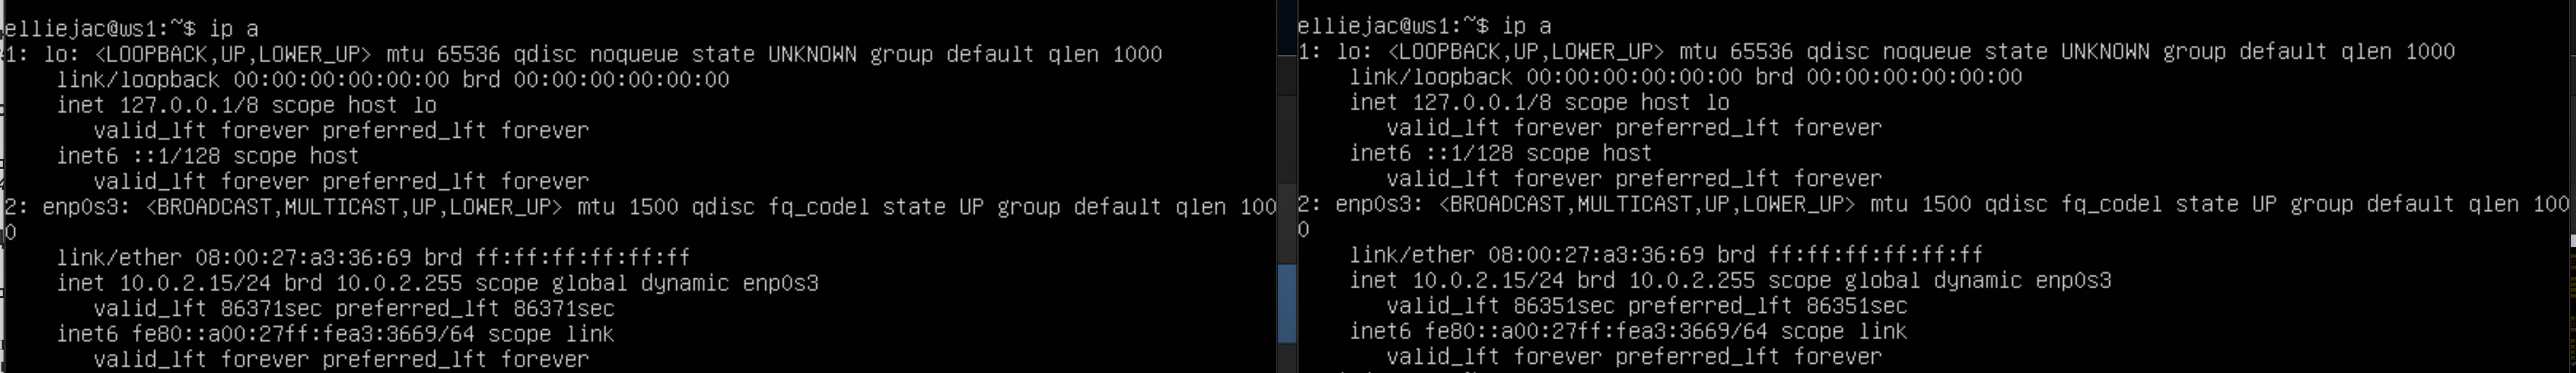 elliejac@ws1:~$ ip a
1: lo: <LOOPBACK,UP,LOWER_UP> mtu 65536 qdisc noqueue state UNKNOWN group default qlen 1000
    link/loopback 00:00:00:00:00:00 brd 00:00:00:00:00:00
    inet 127.0.0.1/8 scope host lo
       valid_lft forever preferred_lft forever
    inet6 ::1/128 scope host
       valid_lft forever preferred_lft forever
2: enp0s3: <BROADCAST,MULTICAST,UP,LOWER_UP> mtu 1500 qdisc fq_codel state UP group default qlen 100
0
    link/ether 08:00:27:a3:36:69 brd ff:ff:ff:ff:ff:ff
    inet 10.0.2.15/24 brd 10.0.2.255 scope global dynamic enp0s3
       valid_lft 86371sec preferred_lft 86371sec
    inet6 fe80::a00:27ff:fea3:3669/64 scope link
       valid_lft forever preferred_lft forever
elliejac@ws1:~$ ip a
1: lo: <LOOPBACK,UP,LOWER_UP> mtu 65536 qdisc noqueue state UNKNOWN group default qlen 1000
    link/loopback 00:00:00:00:00:00 brd 00:00:00:00:00:00
    inet 127.0.0.1/8 scope host lo
       valid_lft forever preferred_lft forever
    inet6 ::1/128 scope host
       valid_lft forever preferred_lft forever
2: enp0s3: <BROADCAST,MULTICAST,UP,LOWER_UP> mtu 1500 qdisc fq_codel state UP group default qlen 100
0
    link/ether 08:00:27:a3:36:69 brd ff:ff:ff:ff:ff:ff
    inet 10.0.2.15/24 brd 10.0.2.255 scope global dynamic enp0s3
       valid_lft 86351sec preferred_lft 86351sec
    inet6 fe80::a00:27ff:fea3:3669/64 scope link
       valid_lft forever preferred_lft forever